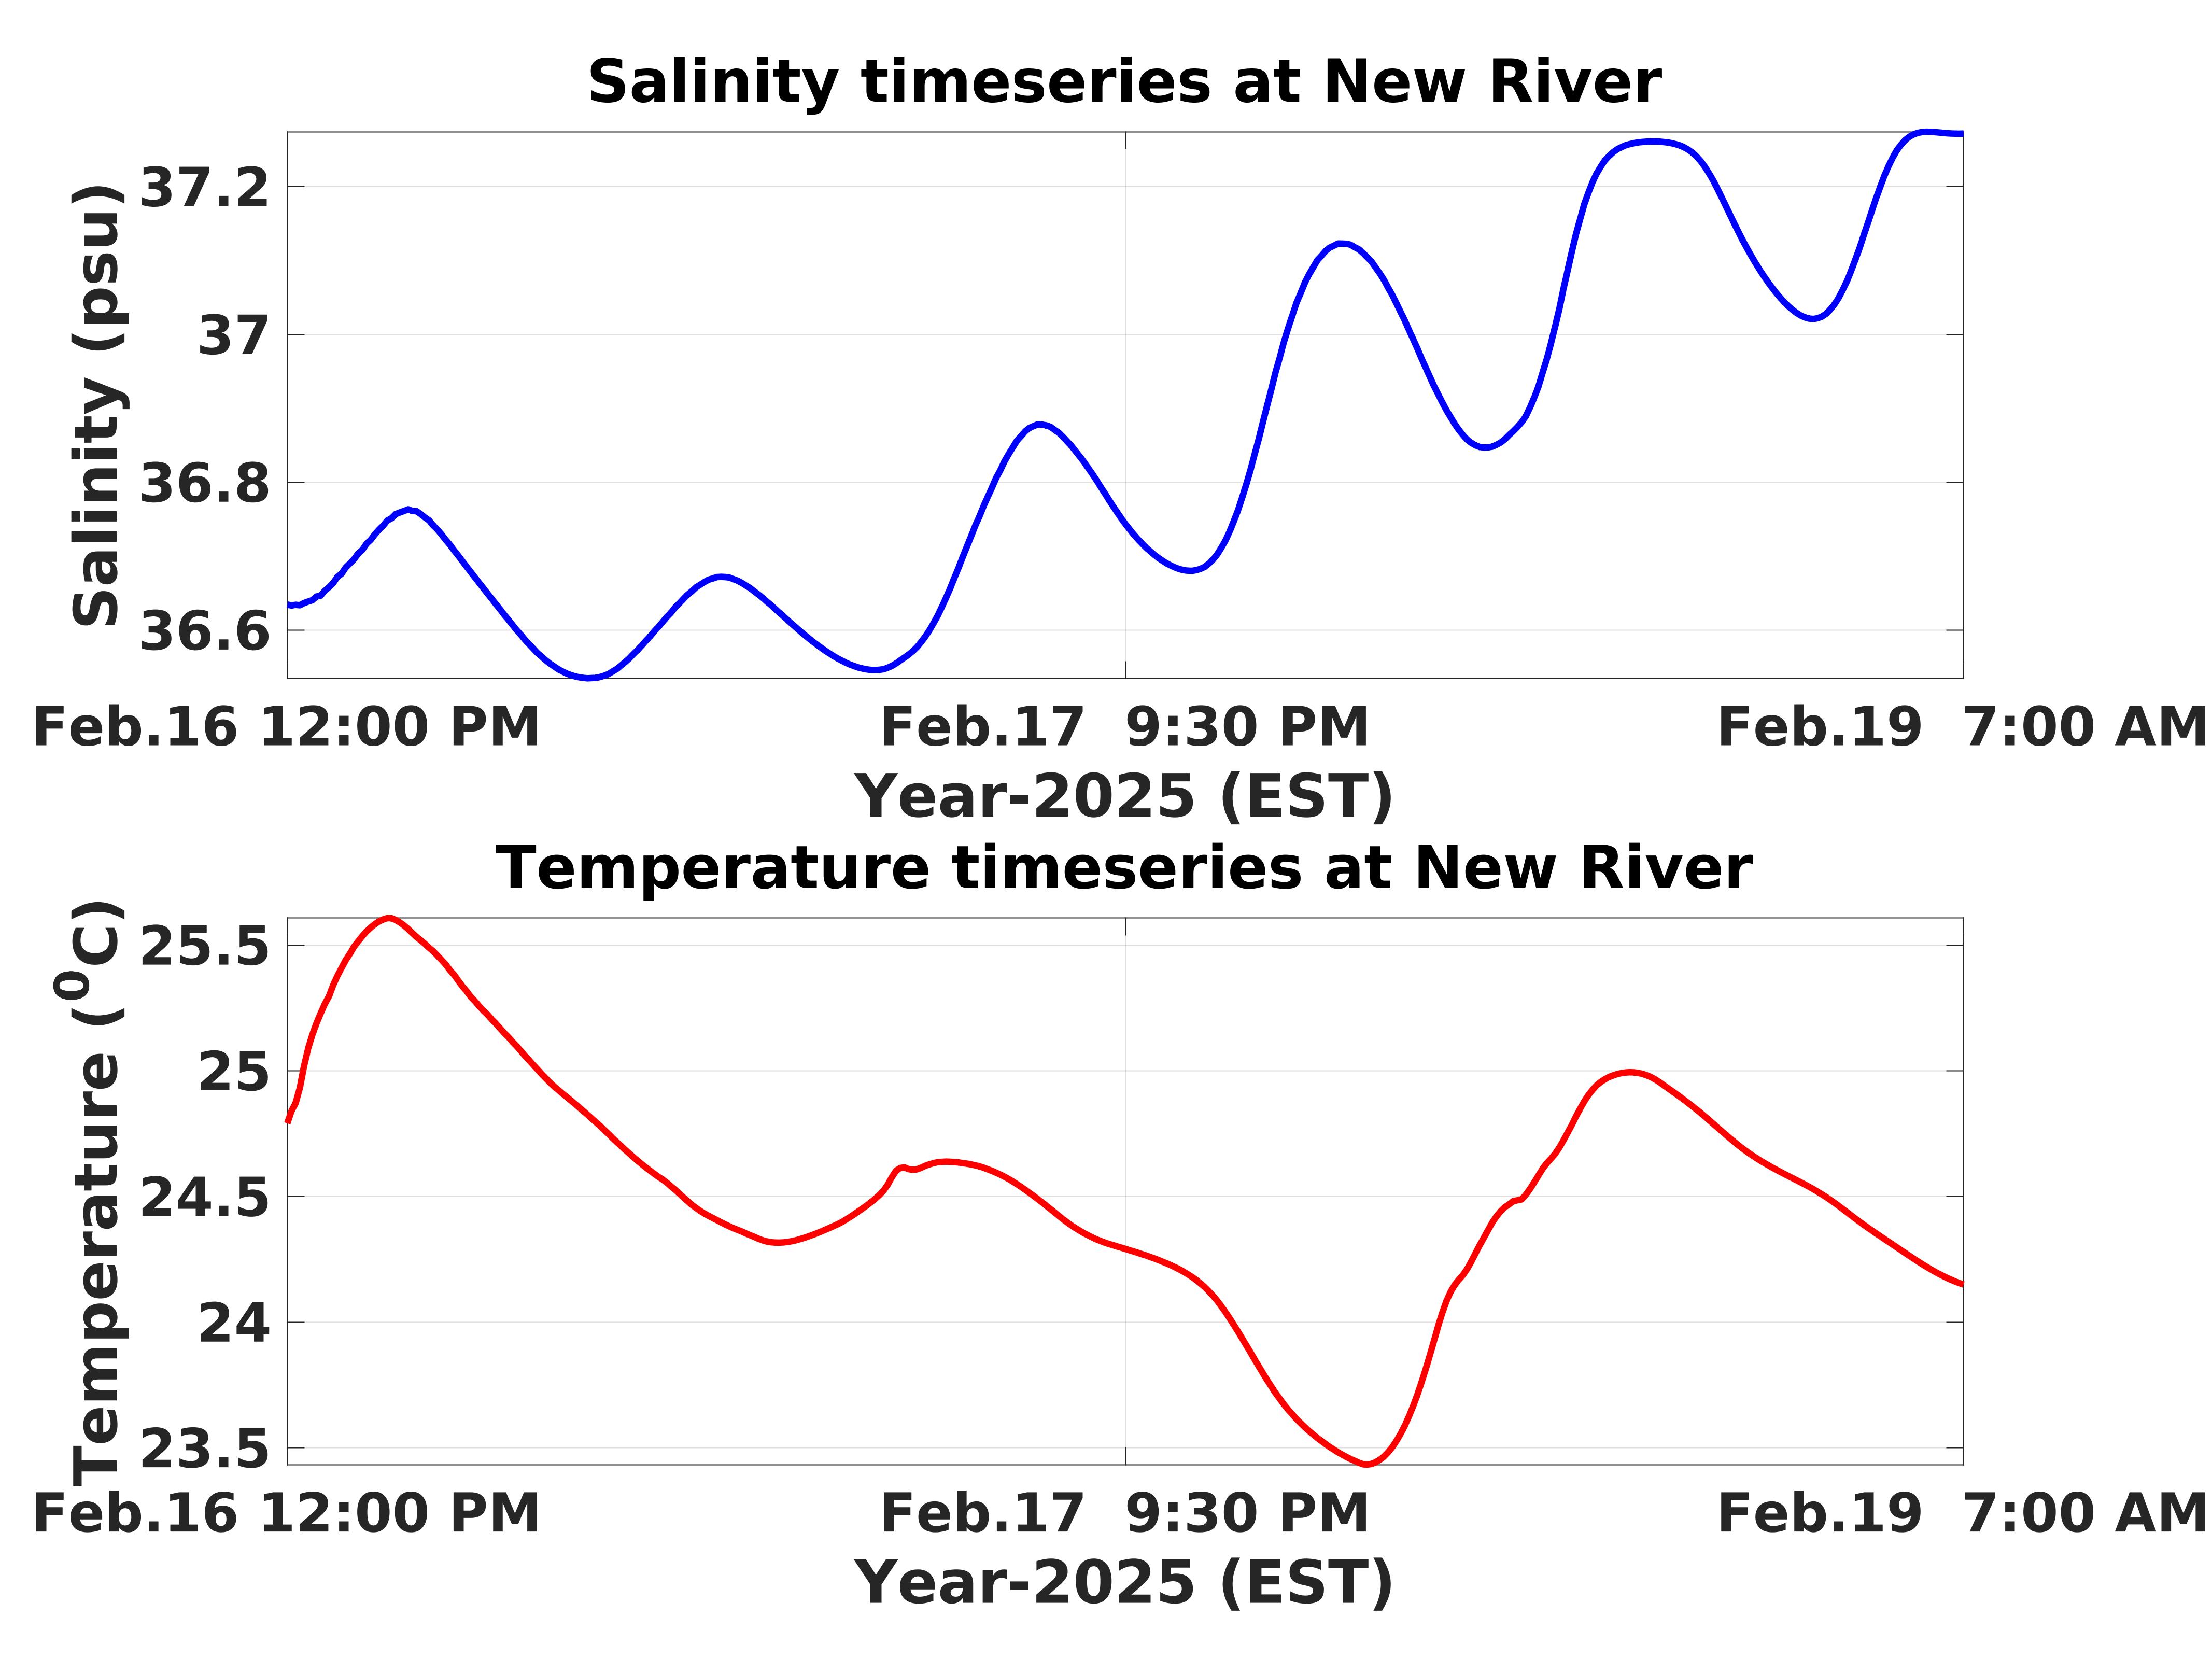 Salinity timeseries at New River
Salinity (psu)
37.2
37
36.8
36.6
Feb.16 12:00 PM Feb.17 9:30 PM Feb.19 7:00 AM
Year-2025 (EST)
Temperature timeseries at New River
Temperature (⁰C)
25.5
25
24.5
24
23.5
Feb.16 12:00 PM Feb.17 9:30 PM Feb.19 7:00 AM
Year-2025 (EST)